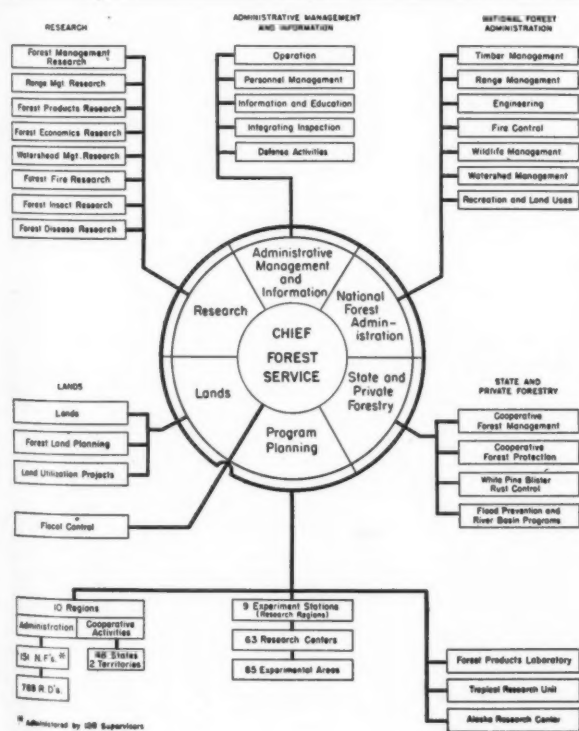 RESEARCH
Forest Management
Research
Range Mgt. Research
Forest Products Research
Forest Economics Research
Watershed Mgt. Research
Forest Fire Research
Forest Insect Research
Forest Disease Research
ADMINISTRATIVE MANAGEMENT
AND INFORMATION
Operation
Personnel Management
Information and Education
Integrating Inspection
Defense Activities
NATIONAL FOREST
ADMINISTRATION
Timber Management
Range Management
Engineering
Fire Control
Wildlife Management
Watershed Management
Recreation and Land Uses
Administrative
Management
and
Information
Research
National
Forest
Admin-
istration
CHIEF
FOREST
SERVICE
Lands
State and
Private
Forestry
Program
Planning
LANDS
Lands
Forest Land Planning
Land Utilization Projects
Fiscal Control
STATE AND
PRIVATE FORESTRY
Cooperative
Forest Management
Cooperative
Forest Protection
White Pine Blister
Rust Control
Flood Prevention and
River Basin Programs
10 Regions
Administration
Cooperative
Activities
151 N.F's. *
788 R.D's.
States
2 Territories
9 Experiment Stations
(Research Regions)
63 Research Centers
85 Experimental Areas
Forest Products Laboratory
Tropical Research Unit
Alaska Research Center
* Administered by Supervisors